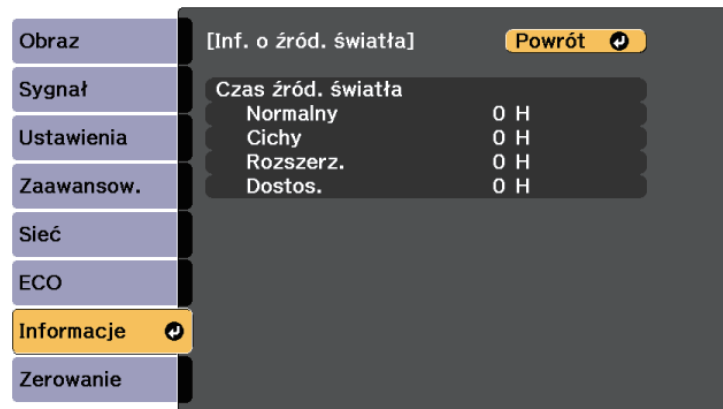 Obraz
Sygnał
Ustawienia
Zaawansow.
Sieć
ECO
Informacje
Zerowanie
[Inf. o źród. światła] Powrót
Czas źród. światła
Normalny 0 H
Cichy 0 H
Rozszerz. 0 H
Dostos. 0 H